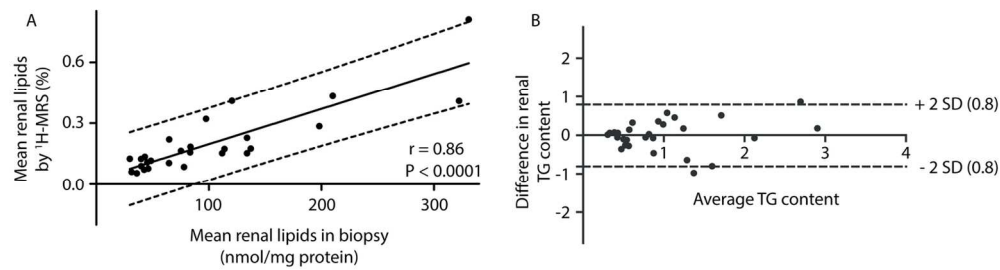 A
Mean renal lipids
by ¹H-MRS (%)
0.6
0.3
0.0
r = 0.86
P < 0.0001
100
200
300
Mean renal lipids in biopsy
(nmol/mg protein)
B
Difference in renal
TG content
2
1
0
-1
-2
1
2
3
4
+ 2 SD (0.8)
- 2 SD (0.8)
Average TG content